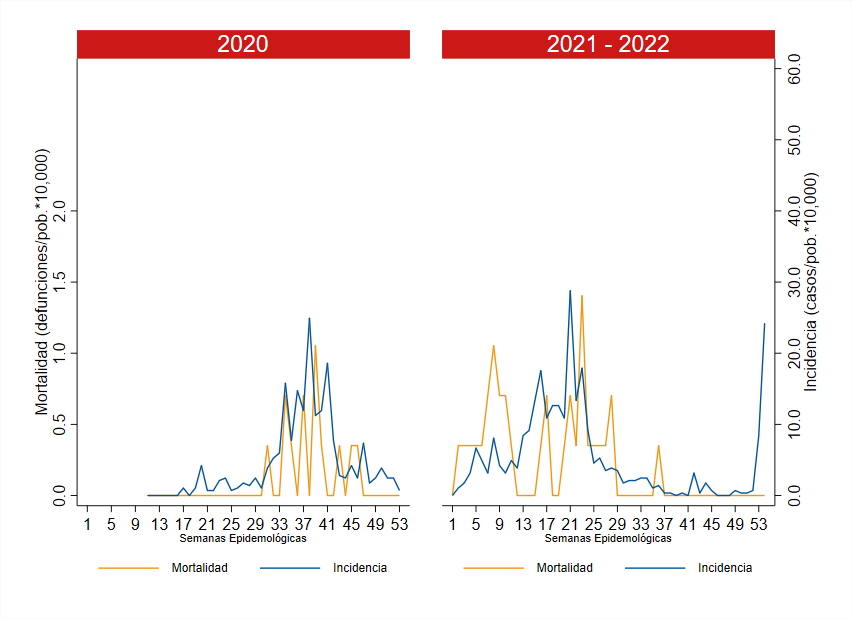 2020
2021 - 2022
Mortalidad (defunciones/pob.*10,000)
0.0
0.5
1.0
1.5
2.0
1 5 9 13 17 21 25 29 33 37 41 45 49 53
Semanas Epidemológicas
Mortalidad Incidencia
1 5 9 13 17 21 25 29 33 37 41 45 49 53
Semanas Epidemológicas
Mortalidad Incidencia
0.0
10.0
20.0
30.0
40.0
50.0
60.0
Incidencia (casos/pob.*10,000)